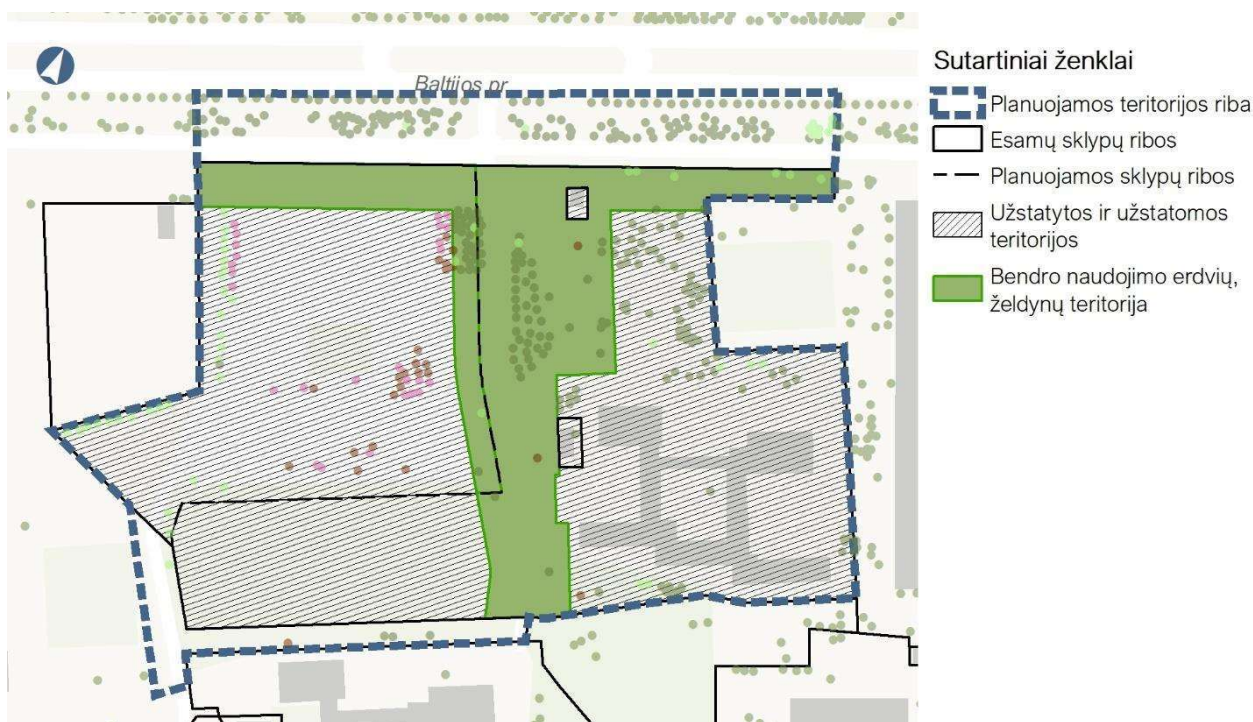 Baltijos pr.
Sutartiniai ženklai
Planuojamos teritorijos riba
Esamų sklypų ribos
Planuojamos sklypų ribos
Užstatytos ir užstatomos
teritorijos
Bendro naudojimo erdvių,
želdynų teritorija